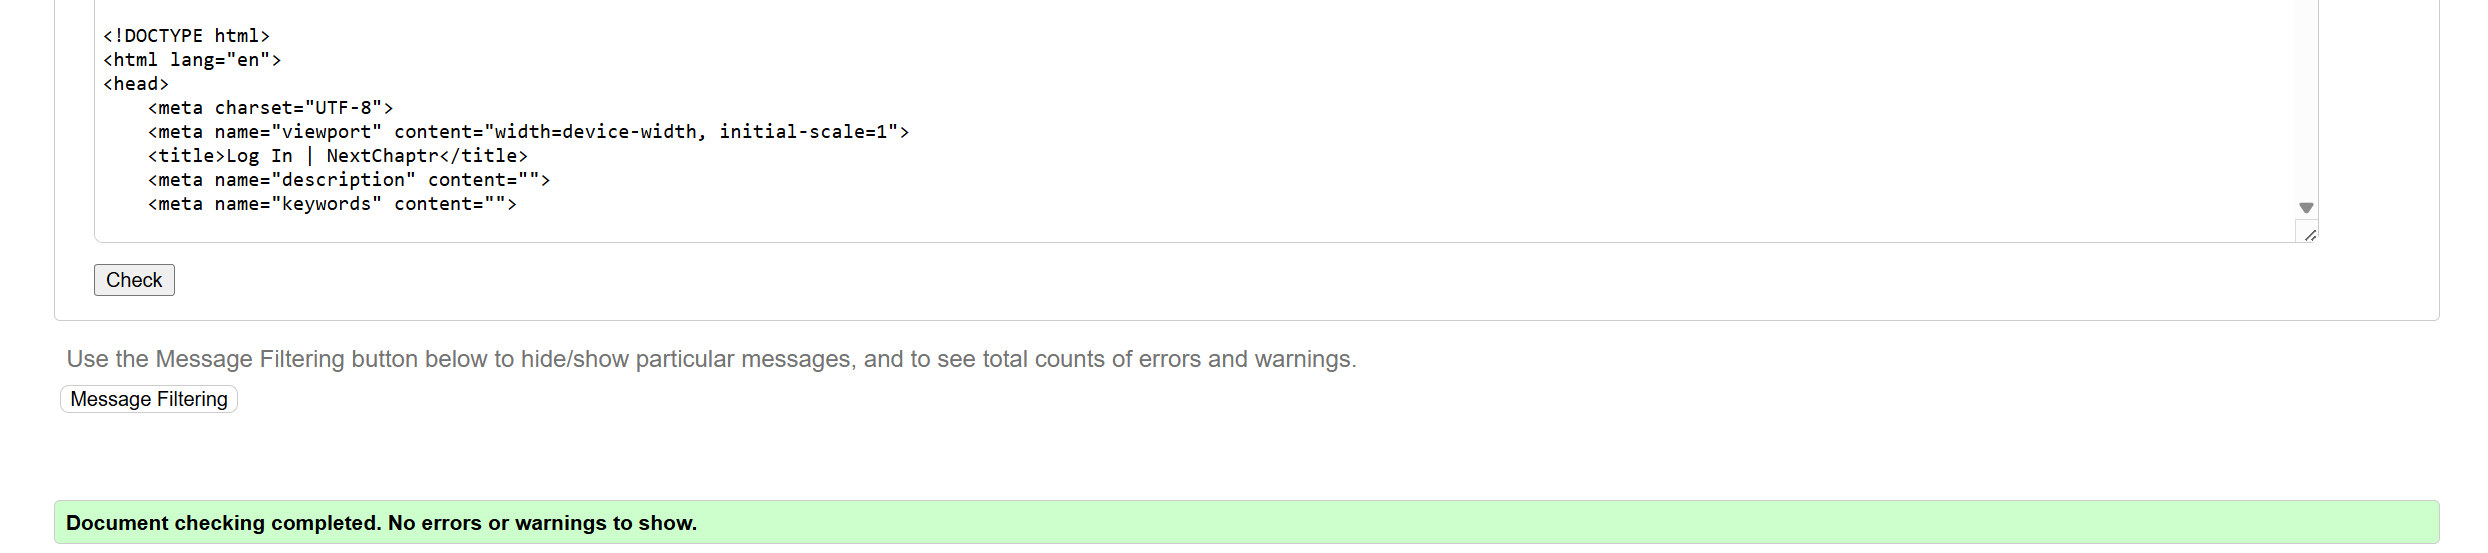 <!DOCTYPE html>
<html lang="en">
<head>
    <meta charset="UTF-8">
    <meta name="viewport" content="width=device-width, initial-scale=1">
    <title>Log In | NextChaptr</title>
    <meta name="description" content="">
    <meta name="keywords" content="">
Check
Use the Message Filtering button below to hide/show particular messages, and to see total counts of errors and warnings.
Message Filtering
Document checking completed. No errors or warnings to show.